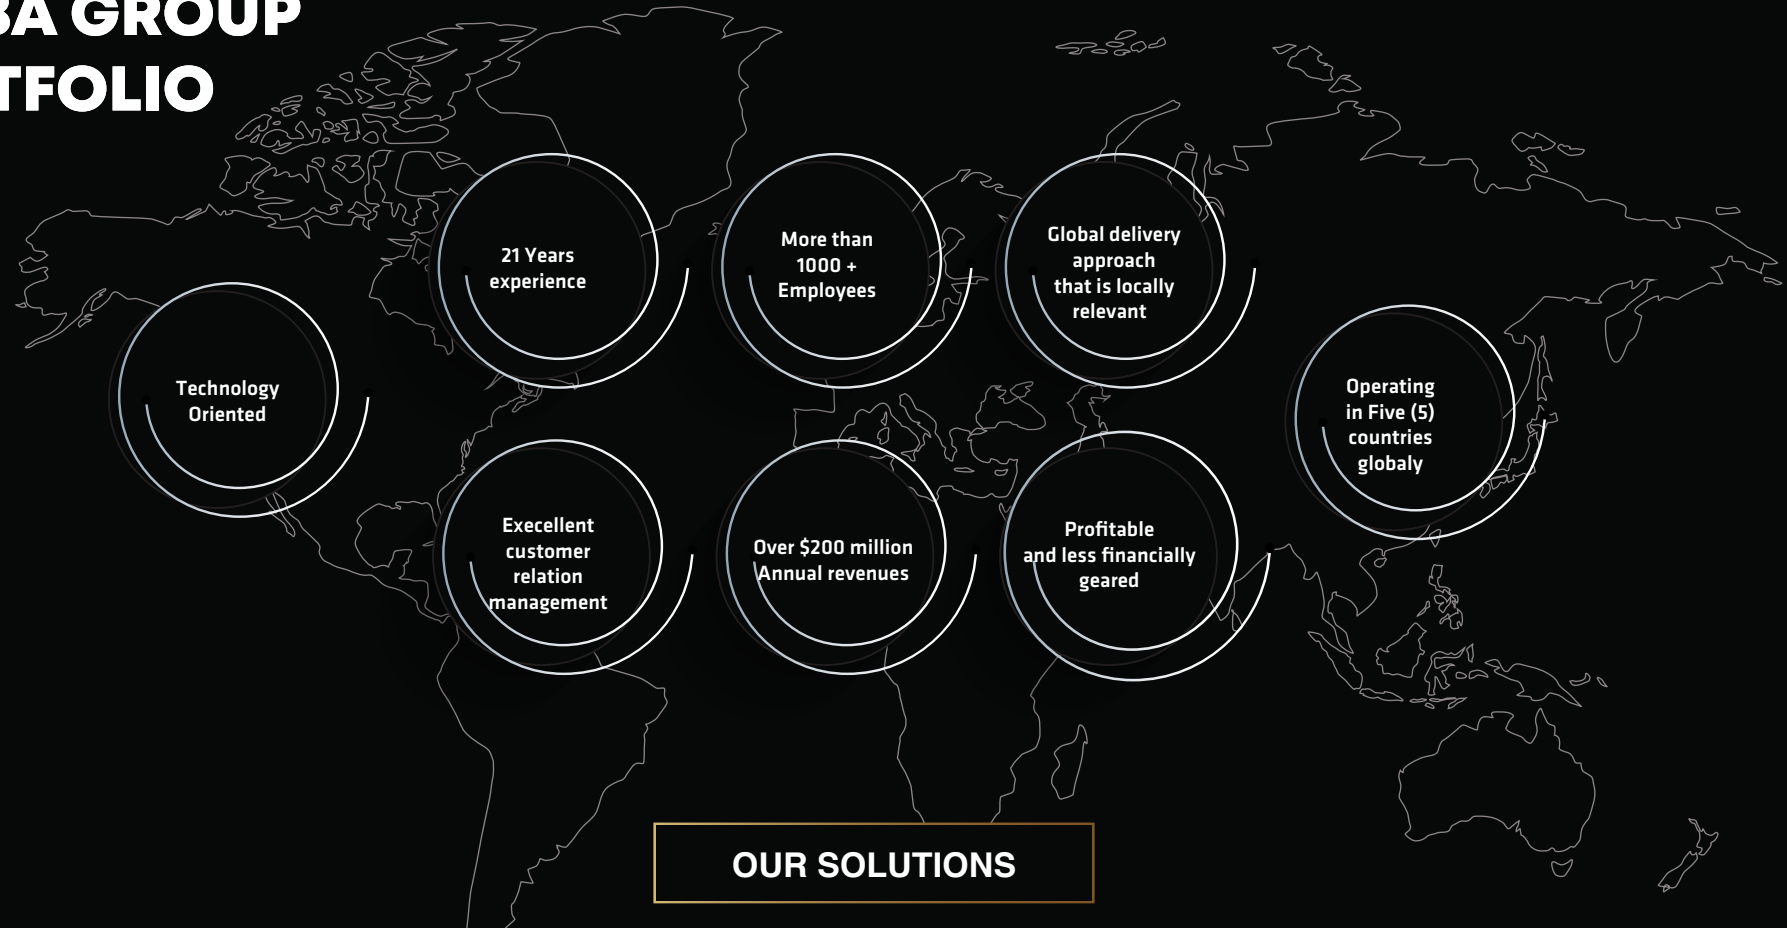 BA GROUP
TFOLIO
21 Years
experience
More than
1000 +
Employees
Global delivery
approach
that is locally
relevant
Technology
Oriented
Operating
in Five (5)
countries
globaly
Execellent
customer
relation
management
Over $200 million
Annual revenues
Profitable
and less financially
geared
OUR SOLUTIONS